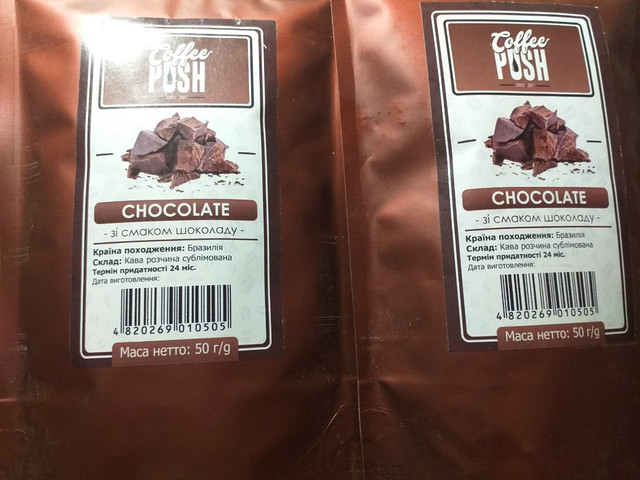 Coffee
POSH
CHOCOLATE
- зі смаком шоколаду -
Країна походження: Бразилія
Склад: Кава розчина сублімована
Термін придатності 24 міс.
Дата виготовлення:
4 820269 010505
Маса нетто: 50 г/g
Coffee
POSH
CHOCOLATE
- зі смаком шоколаду -
Країна походження: Бразилія
Склад: Кава розчина сублімована
Термін придатності 24 міс.
Дата виготовлення:
4 820269 010505
Маса нетто: 50 г/g